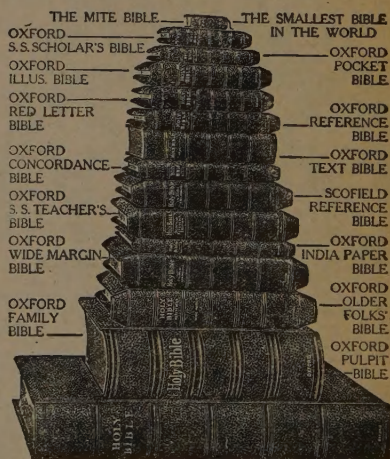 THE MITE BIBLE
THE SMALLEST BIBLE
IN THE WORLD
OXFORD
S.S. SCHOLAR'S BIBLE
OXFORD
POCKET
BIBLE
OXFORD
ILLUS. BIBLE
OXFORD
RED LETTER
BIBLE
OXFORD
REFERENCE
BIBLE
OXFORD
CONCORDANCE
BIBLE
OXFORD
TEXT BIBLE
OXFORD
S.S. TEACHER'S
BIBLE
SCOFIELD
REFERENCE
BIBLE
OXFORD
WIDE MARGIN
BIBLE
OXFORD
INDIA PAPER
BIBLE
OXFORD
FAMILY
BIBLE
OXFORD
OLDER
FOLKS'
BIBLE
OXFORD
PULPIT
BIBLE
HOLY
BIBLE
Holy Bible
HOLY
BIBLE